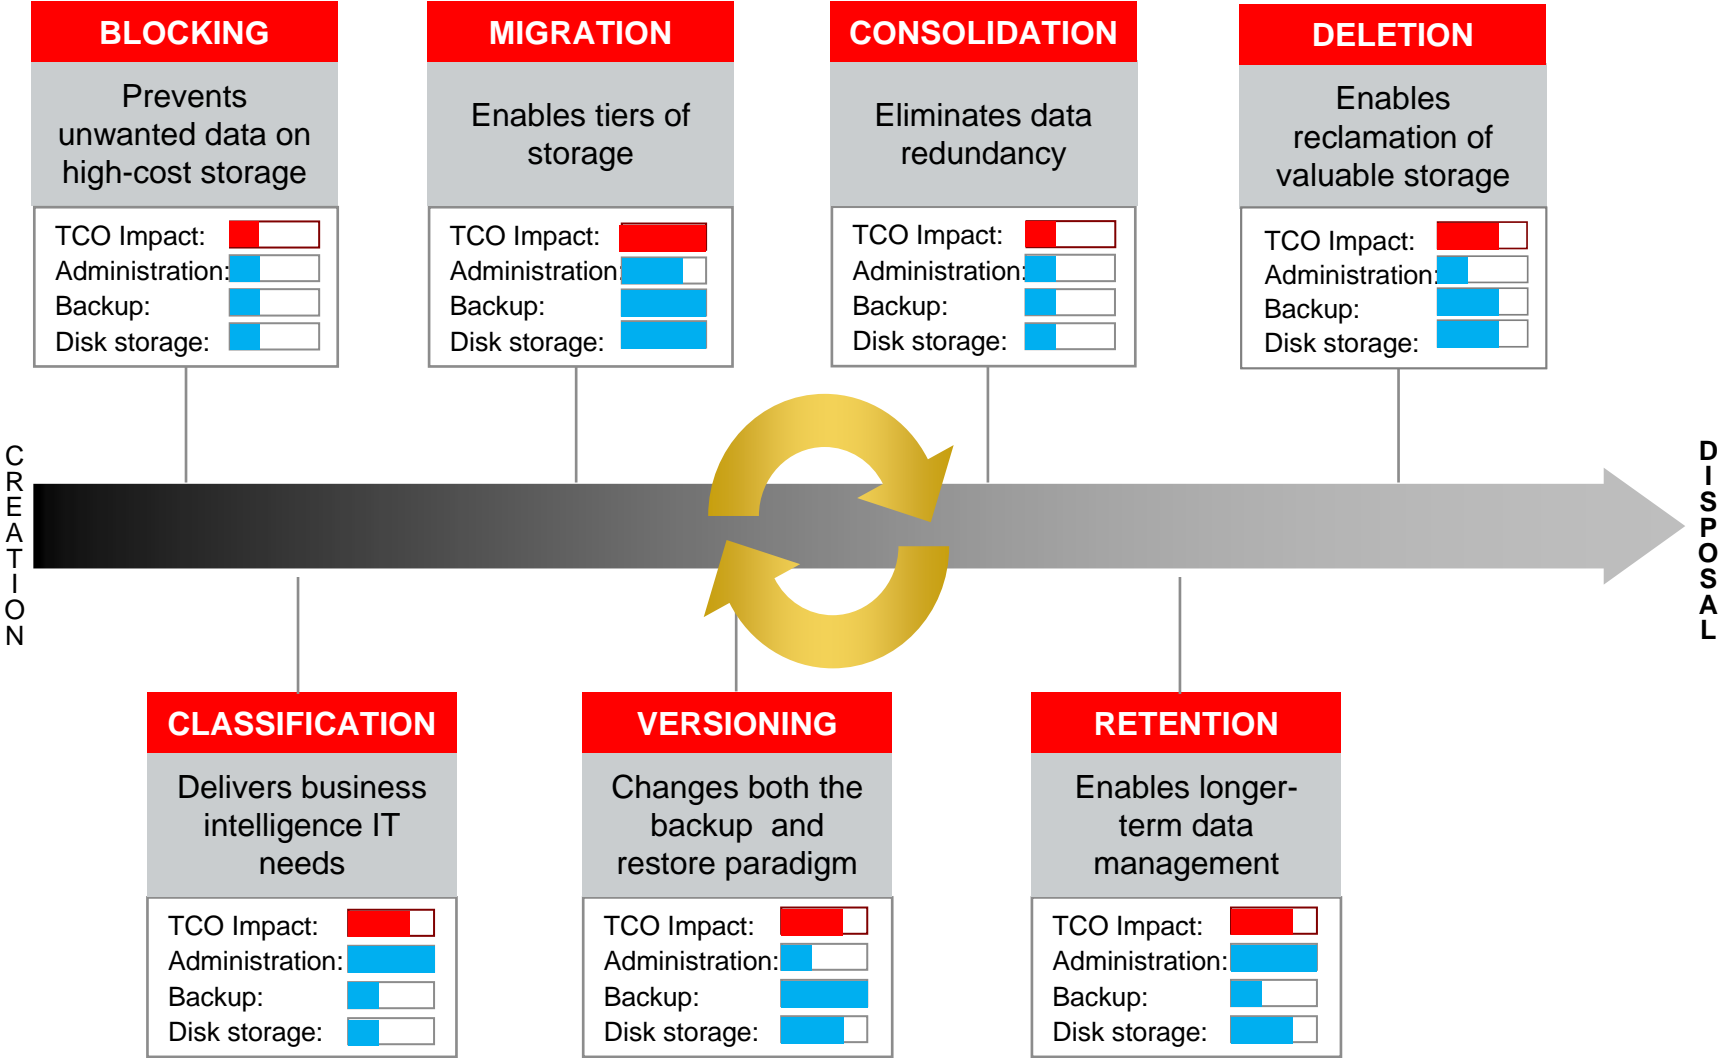 BLOCKING
Prevents
unwanted data on
high-cost storage
TCO Impact:
Administration:
Backup:
Disk storage:
MIGRATION
Enables tiers of
storage
TCO Impact:
Administration:
Backup:
Disk storage:
CONSOLIDATION
Eliminates data
redundancy
TCO Impact:
Administration:
Backup:
Disk storage:
DELETION
Enables
reclamation of
valuable storage
TCO Impact:
Administration:
Backup:
Disk storage:
CREATION
DISPOSAL
CLASSIFICATION
Delivers business
intelligence IT
needs
TCO Impact:
Administration:
Backup:
Disk storage:
VERSIONING
Changes both the
backup and
restore paradigm
TCO Impact:
Administration:
Backup:
Disk storage:
RETENTION
Enables longer-
term data
management
TCO Impact:
Administration:
Backup:
Disk storage: